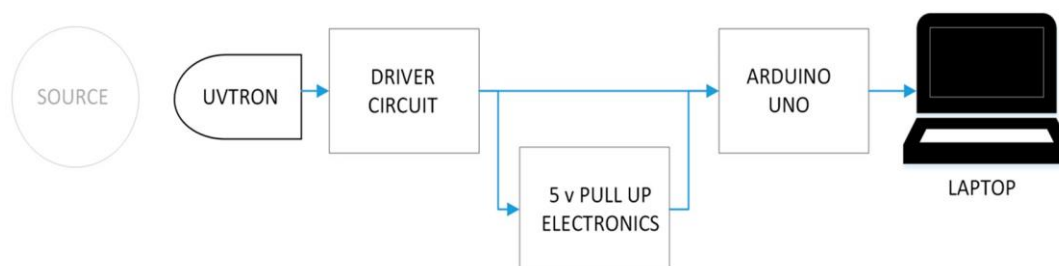 SOURCE
UVTRON
DRIVER
CIRCUIT
ARDUINO
UNO
5 v PULL UP
ELECTRONICS
LAPTOP